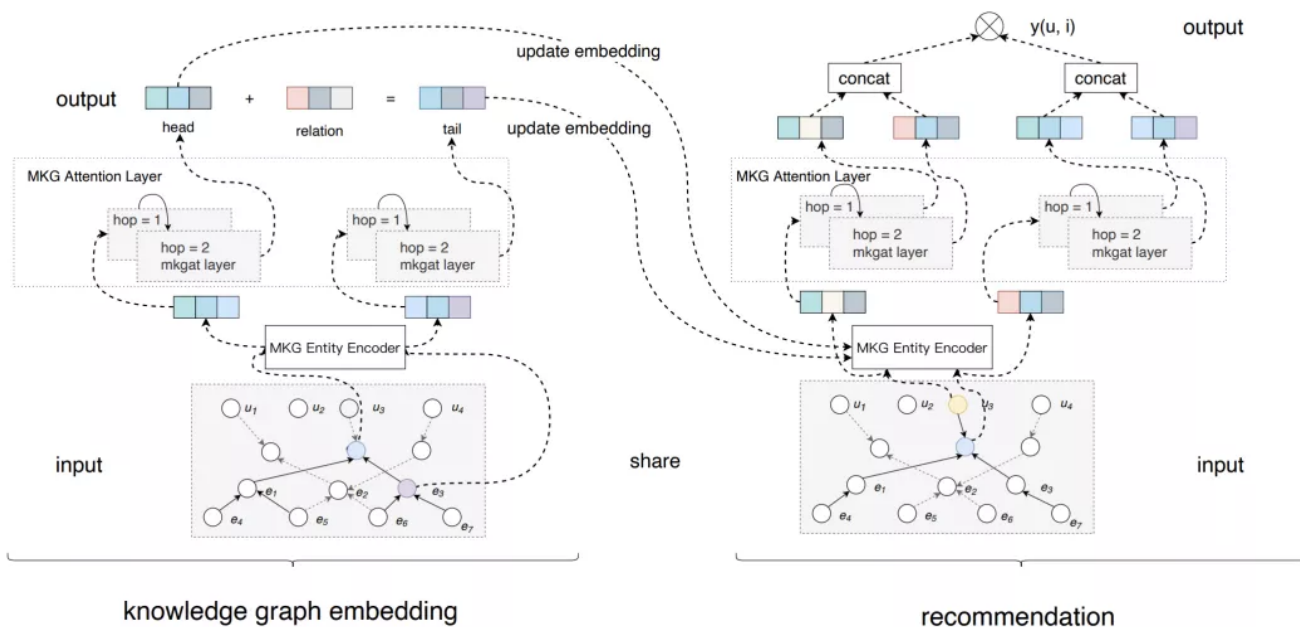 update embedding
y(u, i)
output
concat
concat
output
+
=
head
relation
tail
update embedding
MKG Attention Layer
hop = 1
hop = 2
mkgat layer
hop = 1
hop = 2
mkgat layer
MKG Attention Layer
hop = 1
hop = 2
mkgat layer
hop = 1
hop = 2
mkgat layer
MKG Entity Encoder
MKG Entity Encoder
u1
u2
u3
u4
input
e1
e2
e3
e4
e5
e6
e7
share
u1
u2
u3
u4
input
e1
e2
e3
e4
e5
e6
e7
knowledge graph embedding
recommendation